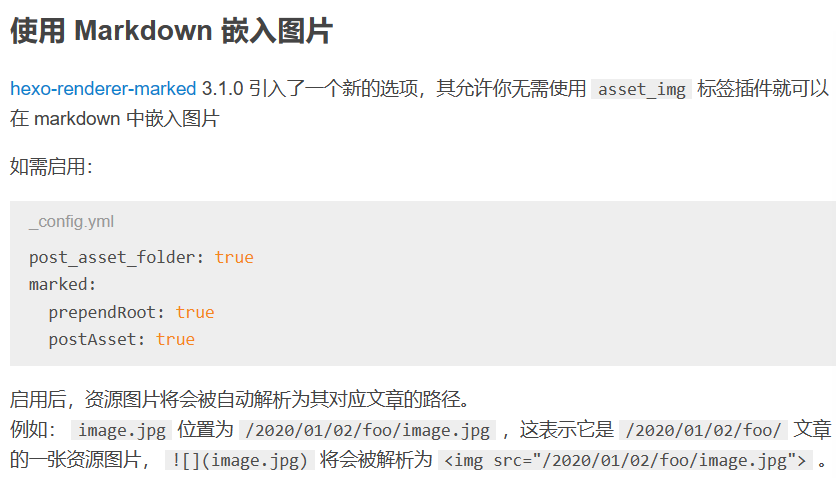 使用 Markdown 嵌入图片
hexo-renderer-marked 3.1.0 引入了一个新的选项，其允许你无需使用 asset_img 标签插件就可以
在 markdown 中嵌入图片
如需启用：
_config.yml
post_asset_folder: true
marked:
  prependRoot: true
  postAsset: true
启用后，资源图片将会被自动解析为其对应文章的路径。
例如： image.jpg 位置为 /2020/01/02/foo/image.jpg ，这表示它是 /2020/01/02/foo/ 文章
的一张资源图片， ![](image.jpg) 将会被解析为 <img src="/2020/01/02/foo/image.jpg"> 。